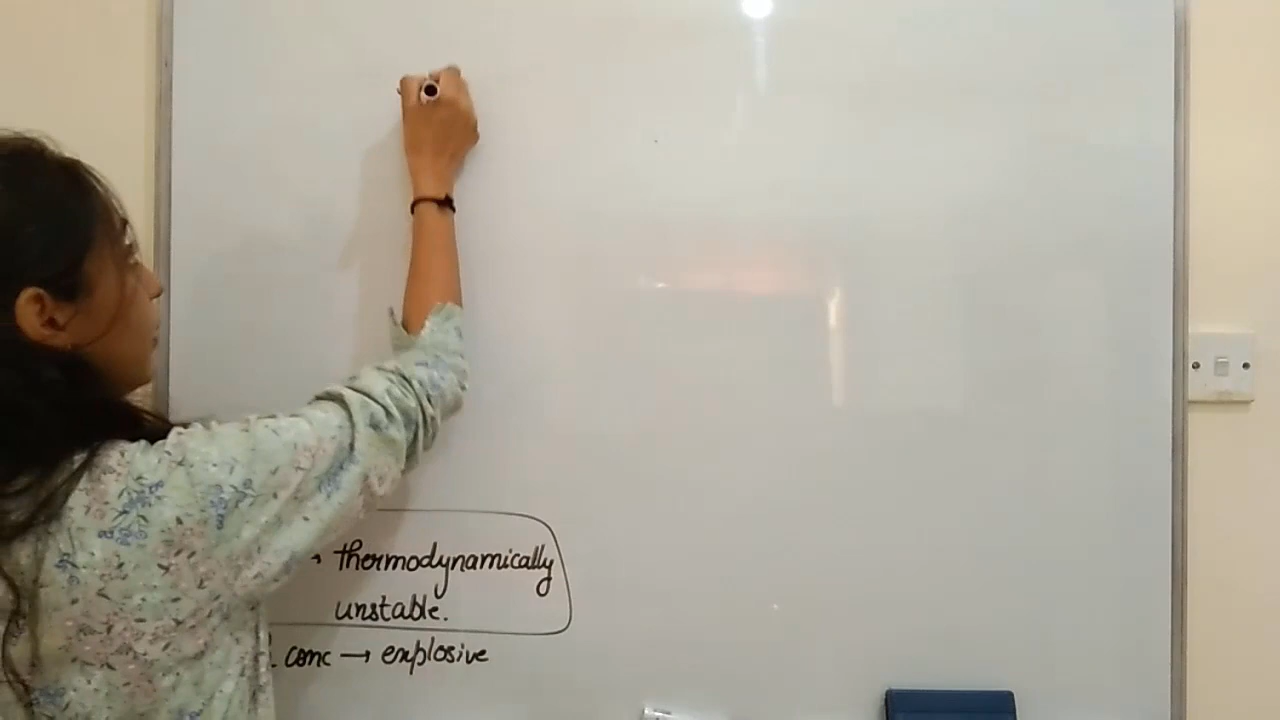 thermodynamically
unstable.
. conc → explosive